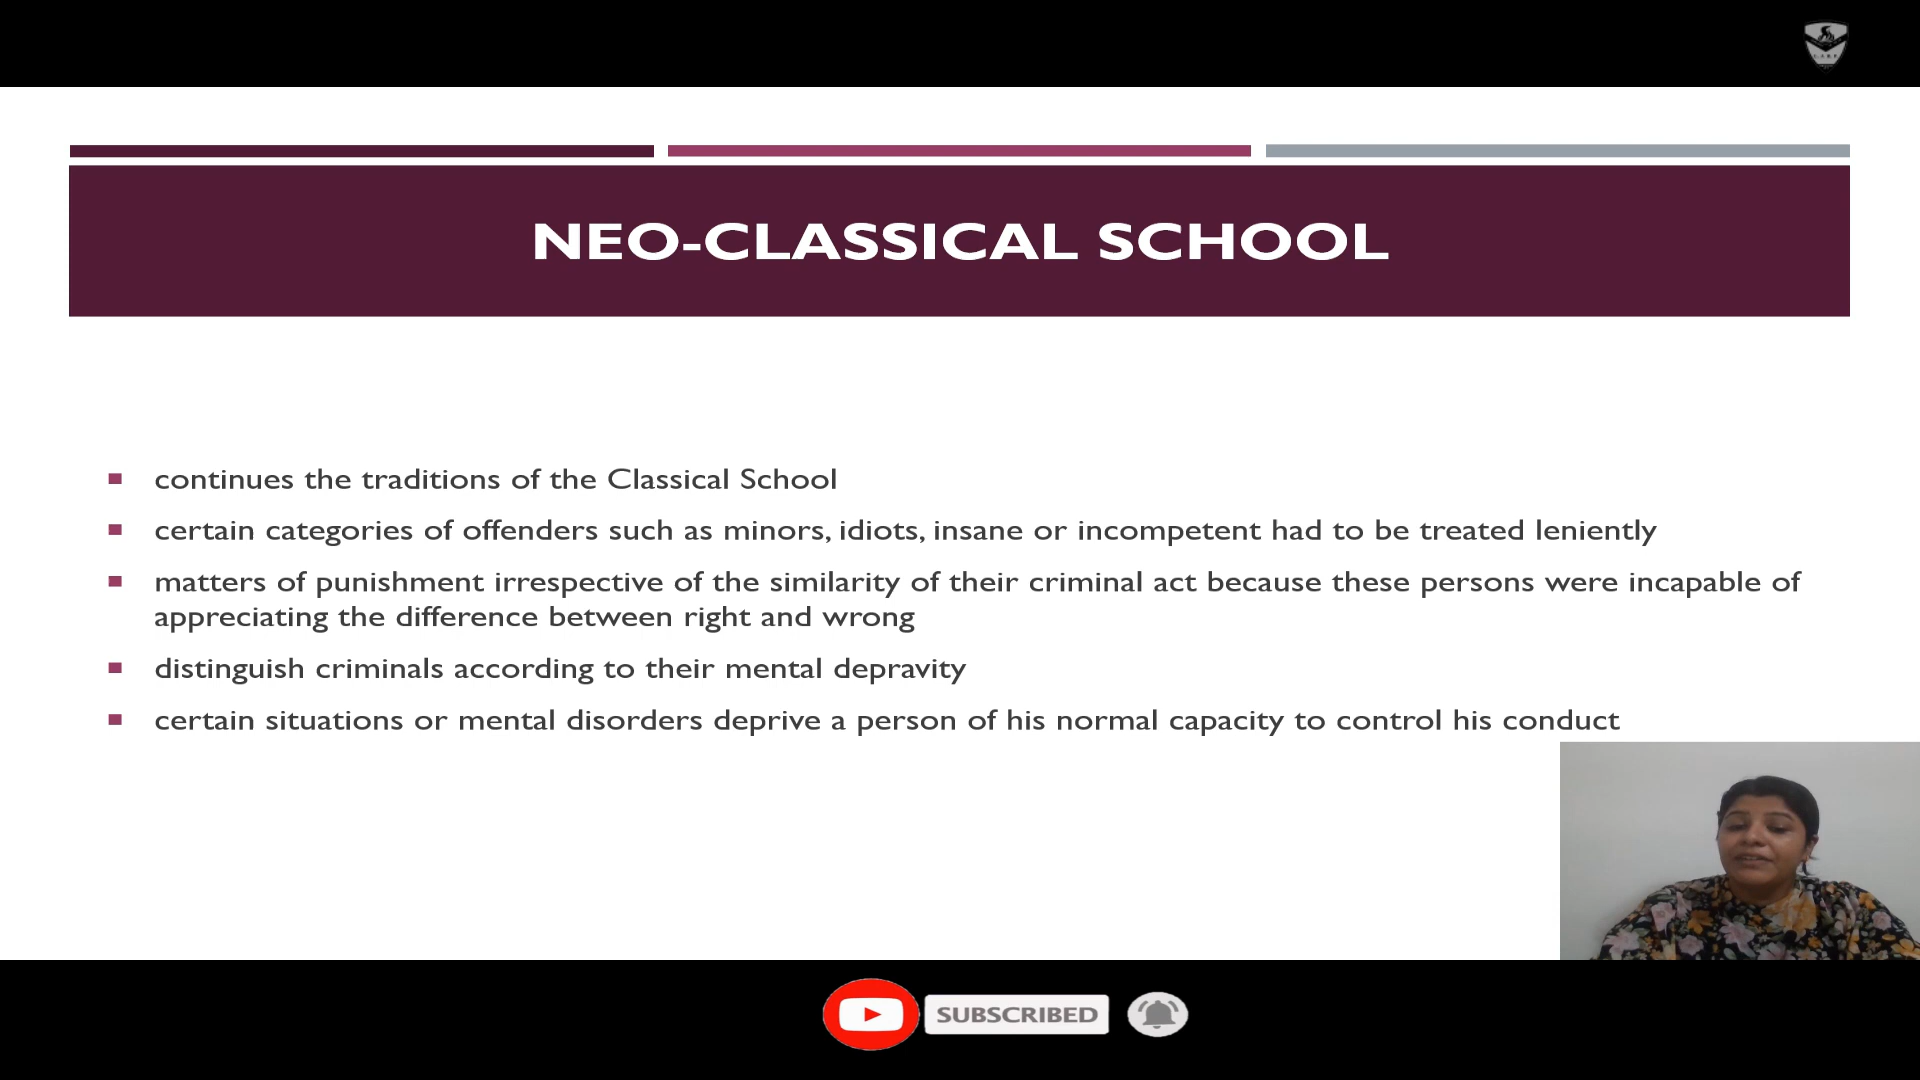 NEO-CLASSICAL SCHOOL
continues the traditions of the Classical School
certain categories of offenders such as minors, idiots, insane or incompetent had to be treated leniently
matters of punishment irrespective of the similarity of their criminal act because these persons were incapable of
appreciating the difference between right and wrong
distinguish criminals according to their mental depravity
certain situations or mental disorders deprive a person of his normal capacity to control his conduct
SUBSCRIBED